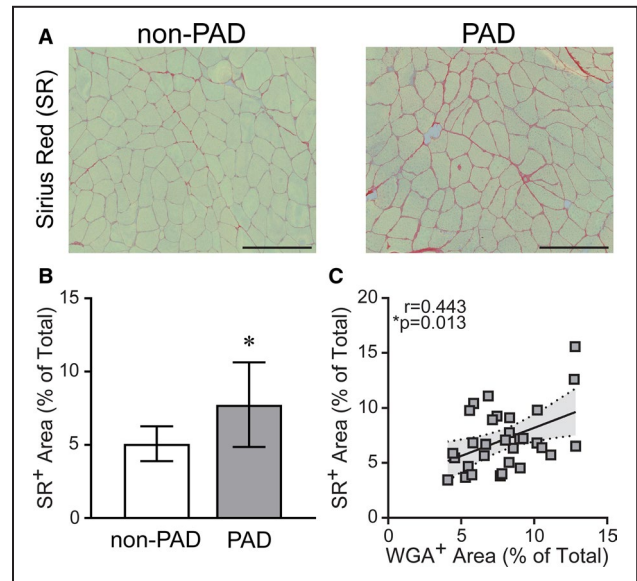 A
non-PAD
PAD
Sirius Red (SR)
B
SR+ Area (% of Total)
15
10
5
0
*
non-PAD
PAD
C
SR+ Area (% of Total)
20
15
10
5
0
r=0.443
*p=0.013
0
5
10
15
WGA+ Area (% of Total)